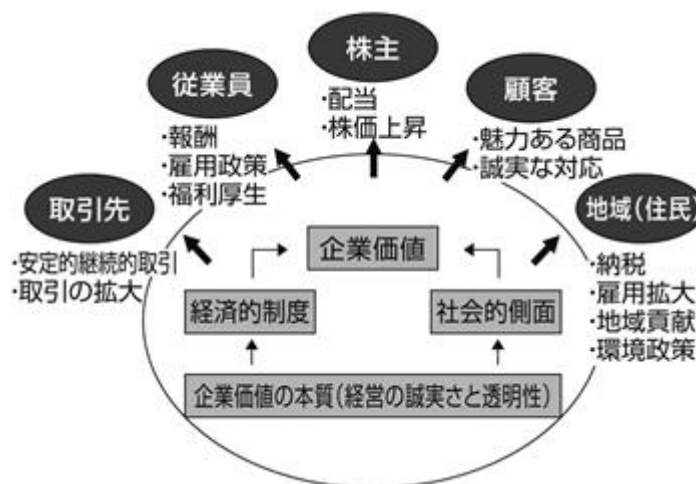 株主
・配当
・株価上昇
従業員
・報酬
・雇用政策
・福利厚生
顧客
・魅力ある商品
・誠実な対応
取引先
・安定的継続的取引
・取引の拡大
地域(住民)
・納税
・雇用拡大
・地域貢献
・環境政策
企業価値
経済的制度
社会的側面
企業価値の本質(経営の誠実さと透明性)